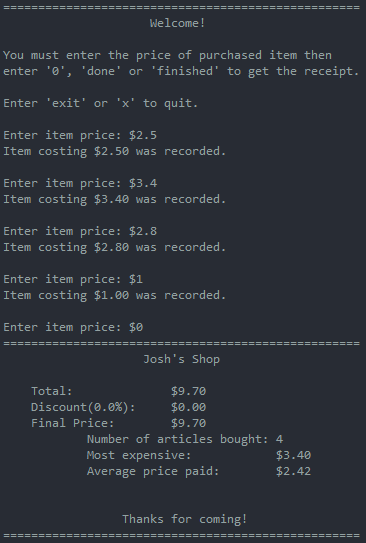 ===================================================
Welcome!
You must enter the price of purchased item then
enter '0', 'done' or 'finished' to get the receipt.
Enter 'exit' or 'x' to quit.
Enter item price: $2.5
Item costing $2.50 was recorded.
Enter item price: $3.4
Item costing $3.40 was recorded.
Enter item price: $2.8
Item costing $2.80 was recorded.
Enter item price: $1
Item costing $1.00 was recorded.
Enter item price: $0
===================================================
Josh's Shop
Total: $9.70
Discount(0.0%): $0.00
Final Price: $9.70
Number of articles bought: 4
Most expensive: $3.40
Average price paid: $2.42
Thanks for coming!
===================================================